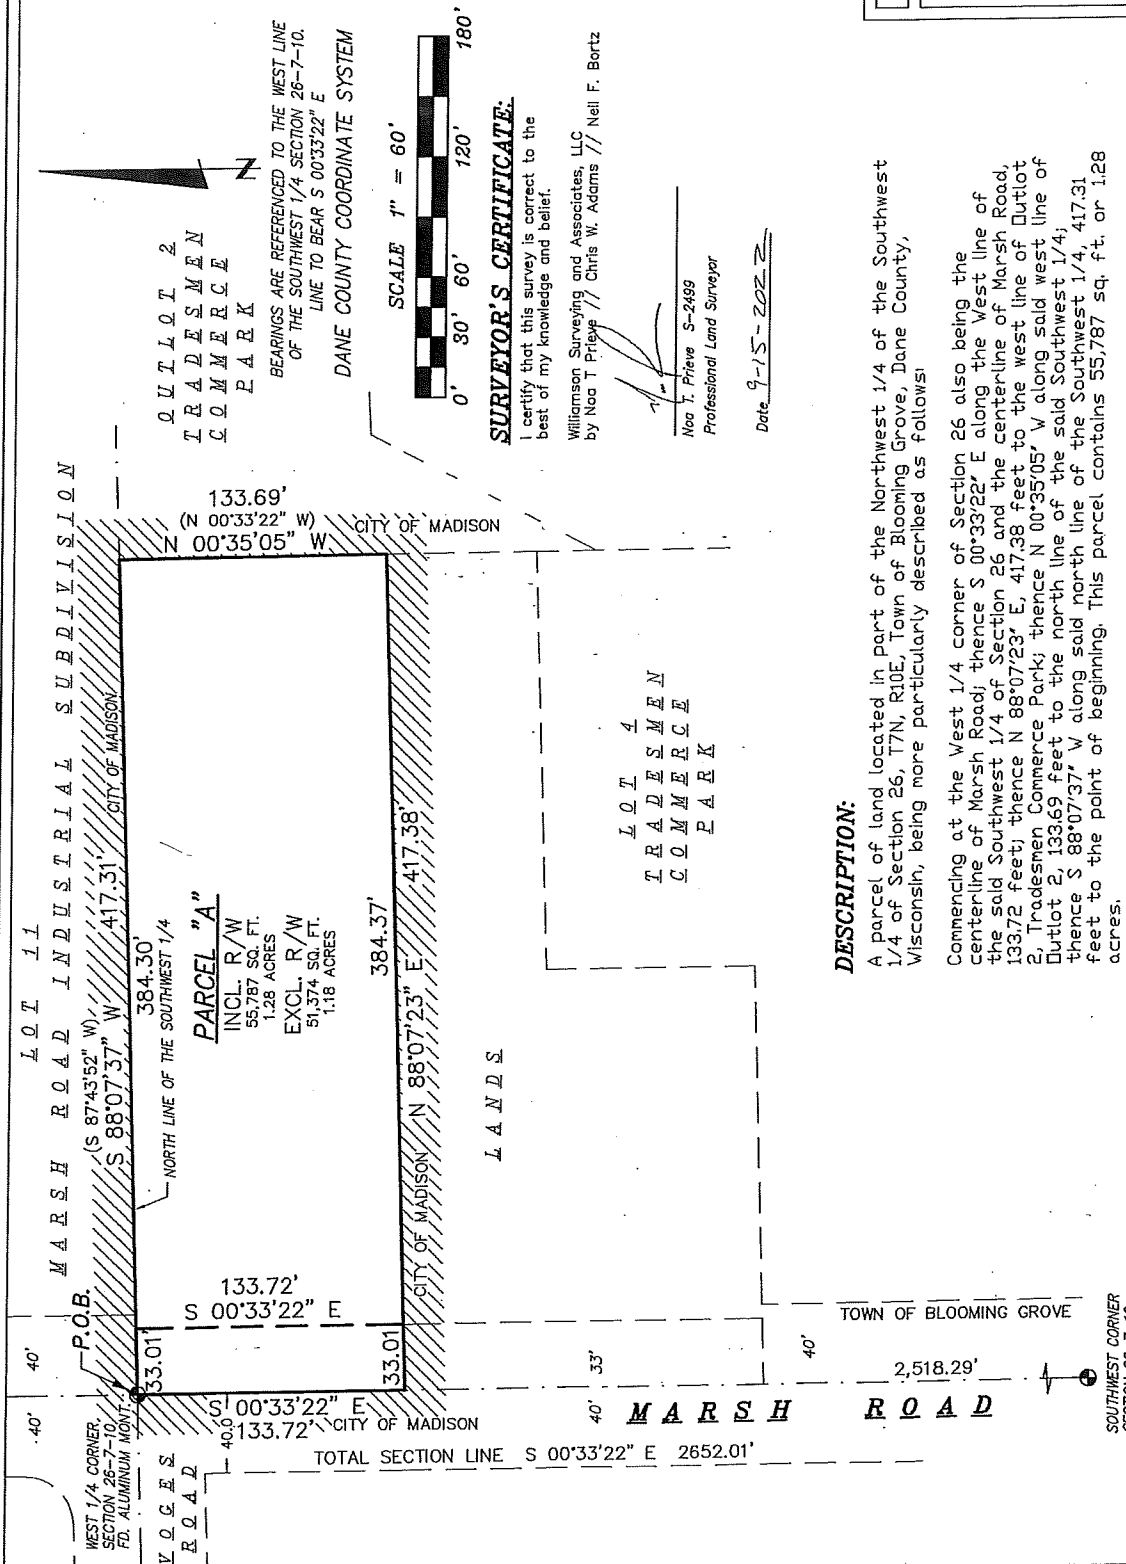 LOT 11
MARSH ROAD INDUSTRIAL SUBDIVISION
OUTLOT 2
TRADESMEN
COMMERCE
PARK
N
BEARINGS ARE REFERENCED TO THE WEST LINE
OF THE SOUTHWEST 1/4 SECTION 26-7-10.
LINE TO BEAR S 00°33'22" E
DANE COUNTY COORDINATE SYSTEM
SCALE 1" = 60'
0' 30' 60' 120' 180'
SURVEYOR'S CERTIFICATE:
I certify that this survey is correct to the
best of my knowledge and belief.
Williamson Surveying and Associates, LLC
by Noa T Prieve // Chris W. Adams // Neil F. Bortz
Noa T. Prieve S-2499
Professional Land Surveyor
Date 9-15-2022
133.69'
(N 00°33'22" W)
N 00°35'05" W
CITY OF MADISON
CITY OF MADISON
(S 87°43'52" W)
S 88°07'37" W 417.31'
384.30'
NORTH LINE OF THE SOUTHWEST 1/4
PARCEL "A"
INCL. R/W
55,787 SQ. FT.
1.28 ACRES
EXCL. R/W
51,374 SQ. FT.
1.18 ACRES
384.37'
N 88°07'23" E 417.38'
CITY OF MADISON
133.72'
S 00°33'22" E
33.01'
33.01
P.O.B.
40'
40'
WEST 1/4 CORNER,
SECTION 26-7-10,
FD. ALUMINUM MONT.
VOGES
ROAD
40.0
S 00°33'22" E
133.72'
CITY OF MADISON
TOTAL SECTION LINE S 00°33'22" E 2652.01'
LANDS
LOT 4
TRADESMEN
COMMERCE
PARK
40'
33'
40'
MARSH ROAD
TOWN OF BLOOMING GROVE
2,518.29'
SOUTHWEST CORNER
DESCRIPTION:
A parcel of land located in part of the Northwest 1/4 of the Southwest
1/4 of Section 26, T7N, R10E, Town of Blooming Grove, Dane County,
Wisconsin, being more particularly described as follows:
Commencing at the West 1/4 corner of Section 26 also being the
centerline of Marsh Road; thence S 00°33'22" E along the West line of
the said Southwest 1/4 of Section 26 and the centerline of Marsh Road,
133.72 feet; thence N 88°07'23" E, 417.38 feet to the west line of Outlot
2, Tradesmen Commerce Park; thence N 00°35'05" W along said west line of
Outlot 2, 133.69 feet to the north line of the said Southwest 1/4;
thence S 88°07'37" W along said north line of the Southwest 1/4, 417.31
feet to the point of beginning. This parcel contains 55,787 sq. ft. or 1.28
acres.